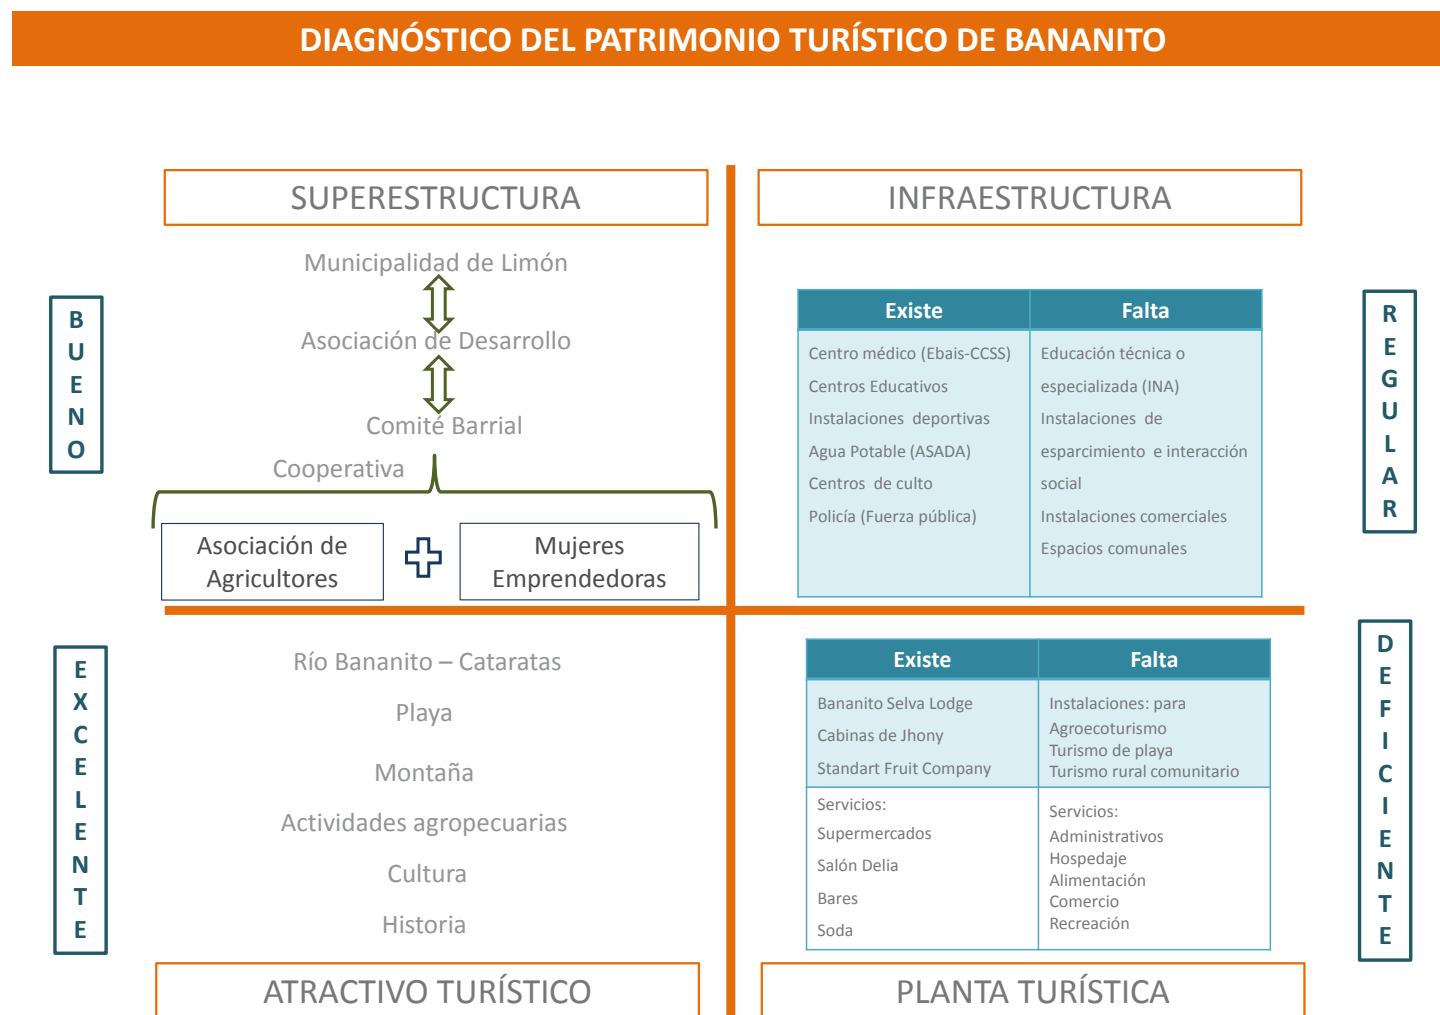 DIAGNÓSTICO DEL PATRIMONIO TURÍSTICO DE BANANITO
SUPERESTRUCTURA
Municipalidad de Limón
Asociación de Desarrollo
Comité Barrial
Cooperativa
Asociación de
Agricultores
Mujeres
Emprendedoras
BUENO
INFRAESTRUCTURA
Existe
Centro médico (Ebais-CCSS)
Centros Educativos
Instalaciones deportivas
Agua Potable (ASADA)
Centros de culto
Policía (Fuerza pública)
Falta
Educación técnica o
especializada (INA)
Instalaciones de
esparcimiento e interacción
social
Instalaciones comerciales
Espacios comunales
REGULAR
EXCELENTE
Río Bananito – Cataratas
Playa
Montaña
Actividades agropecuarias
Cultura
Historia
ATRACTIVO TURÍSTICO
Existe
Bananito Selva Lodge
Cabinas de Jhony
Standart Fruit Company
Servicios:
Supermercados
Salón Delia
Bares
Soda
Falta
Instalaciones: para
Agroecoturismo
Turismo de playa
Turismo rural comunitario
Servicios:
Administrativos
Hospedaje
Alimentación
Comercio
Recreación
DEFICIENTE
PLANTA TURÍSTICA